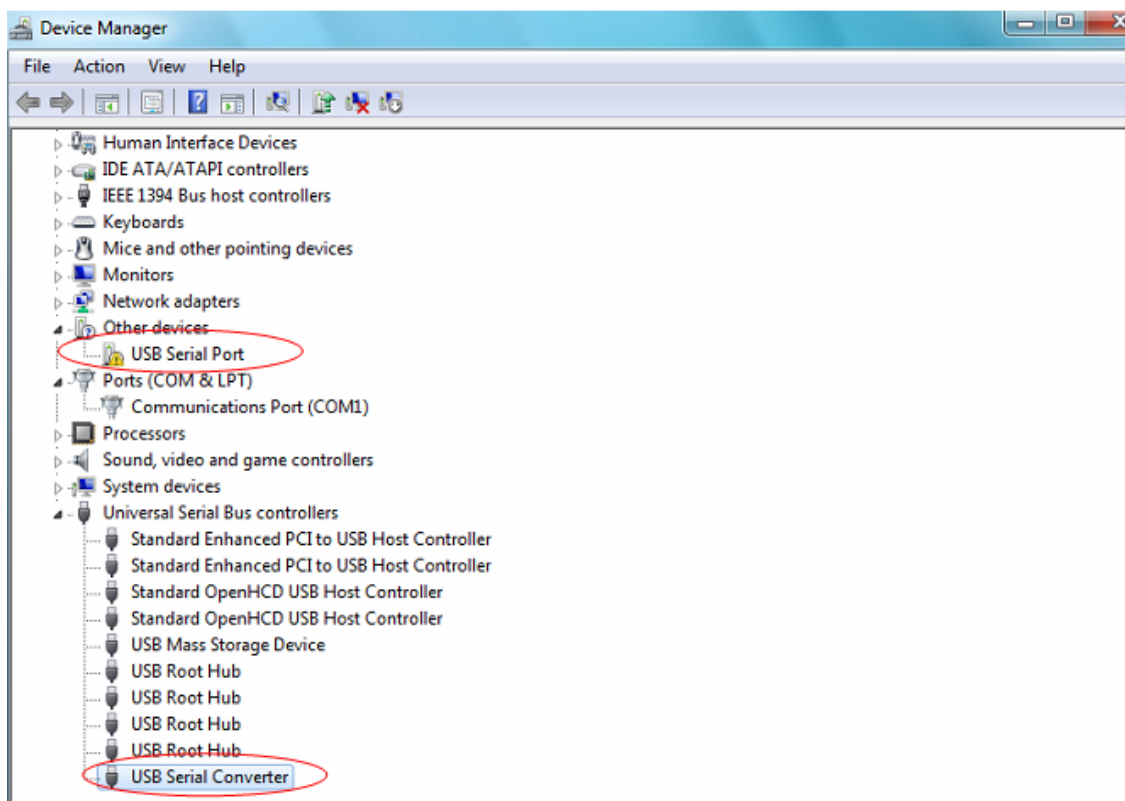 Device Manager
File Action View Help
Human Interface Devices
IDE ATA/ATAPI controllers
IEEE 1394 Bus host controllers
Keyboards
Mice and other pointing devices
Monitors
Network adapters
Other devices
USB Serial Port
Ports (COM & LPT)
Communications Port (COM1)
Processors
Sound, video and game controllers
System devices
Universal Serial Bus controllers
Standard Enhanced PCI to USB Host Controller
Standard Enhanced PCI to USB Host Controller
Standard OpenHCD USB Host Controller
Standard OpenHCD USB Host Controller
USB Mass Storage Device
USB Root Hub
USB Root Hub
USB Root Hub
USB Root Hub
USB Serial Converter